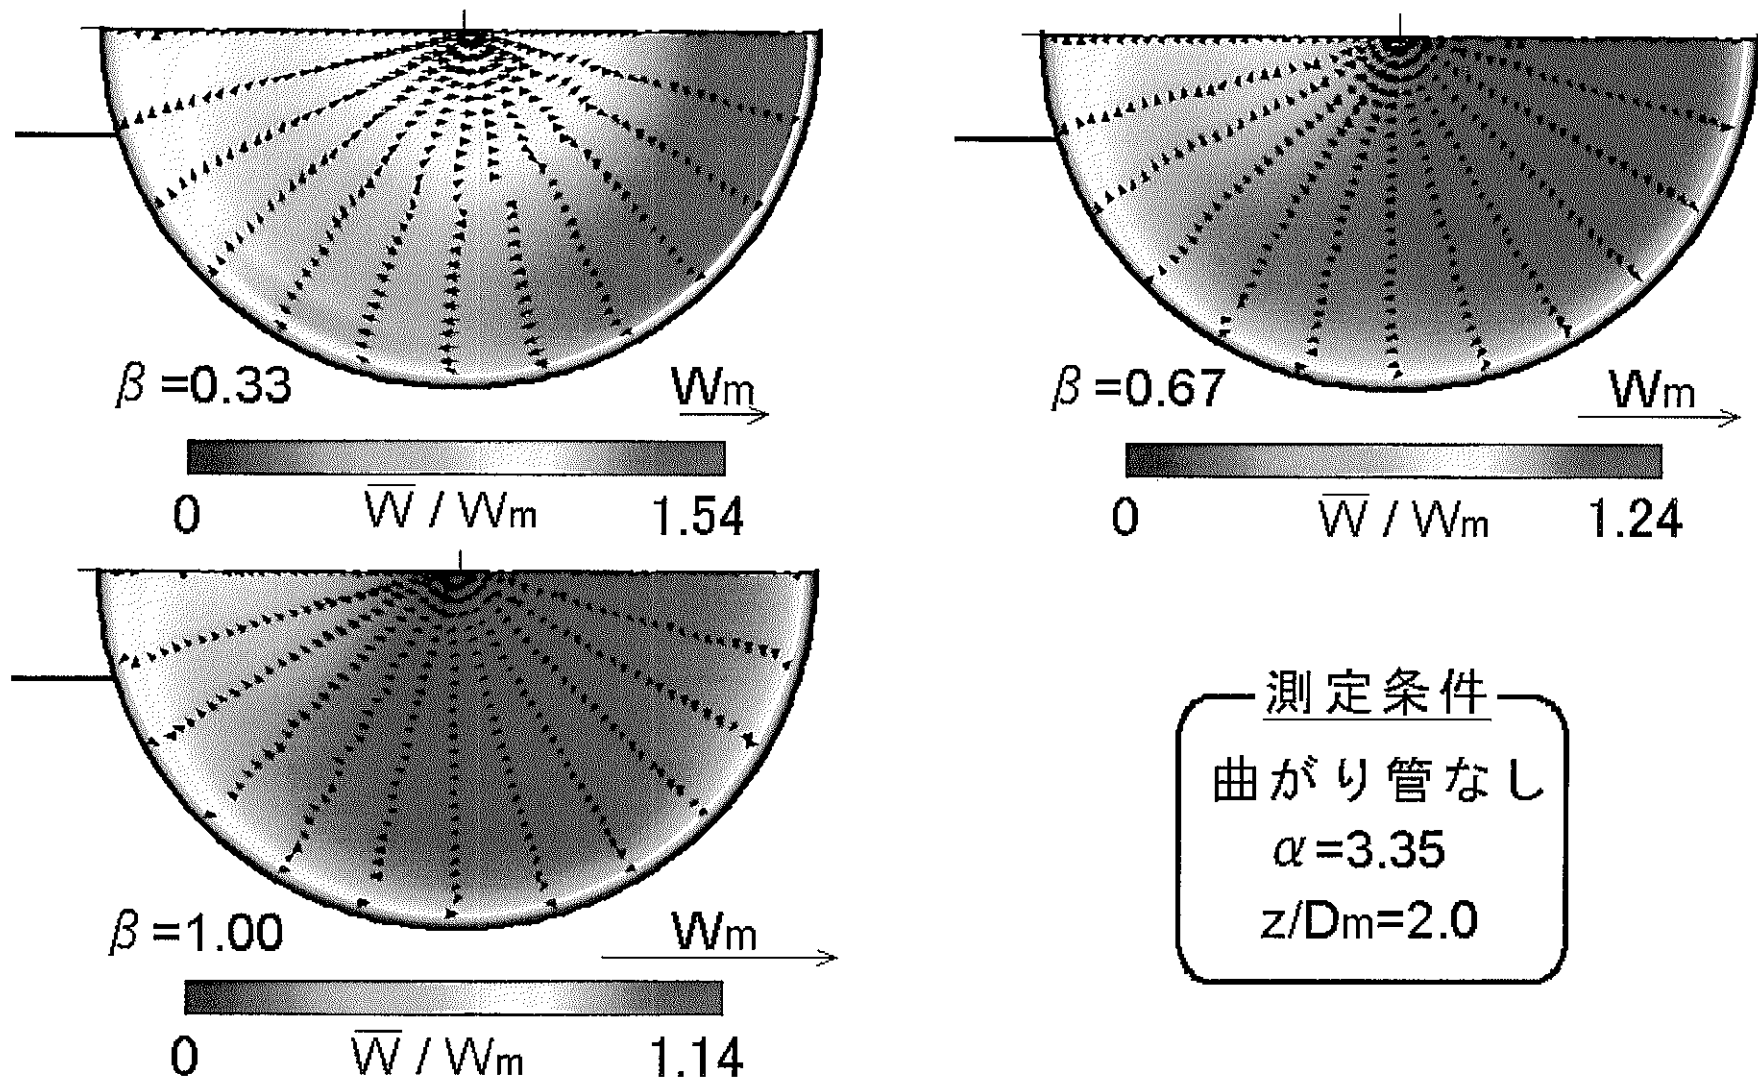 β=0.33
Wm
0 W̅ / Wm 1.54
β=0.67
Wm
0 W̅ / Wm 1.24
β=1.00
Wm
0 W̅ / Wm 1.14
測定条件
曲がり管なし
α=3.35
z/Dm=2.0